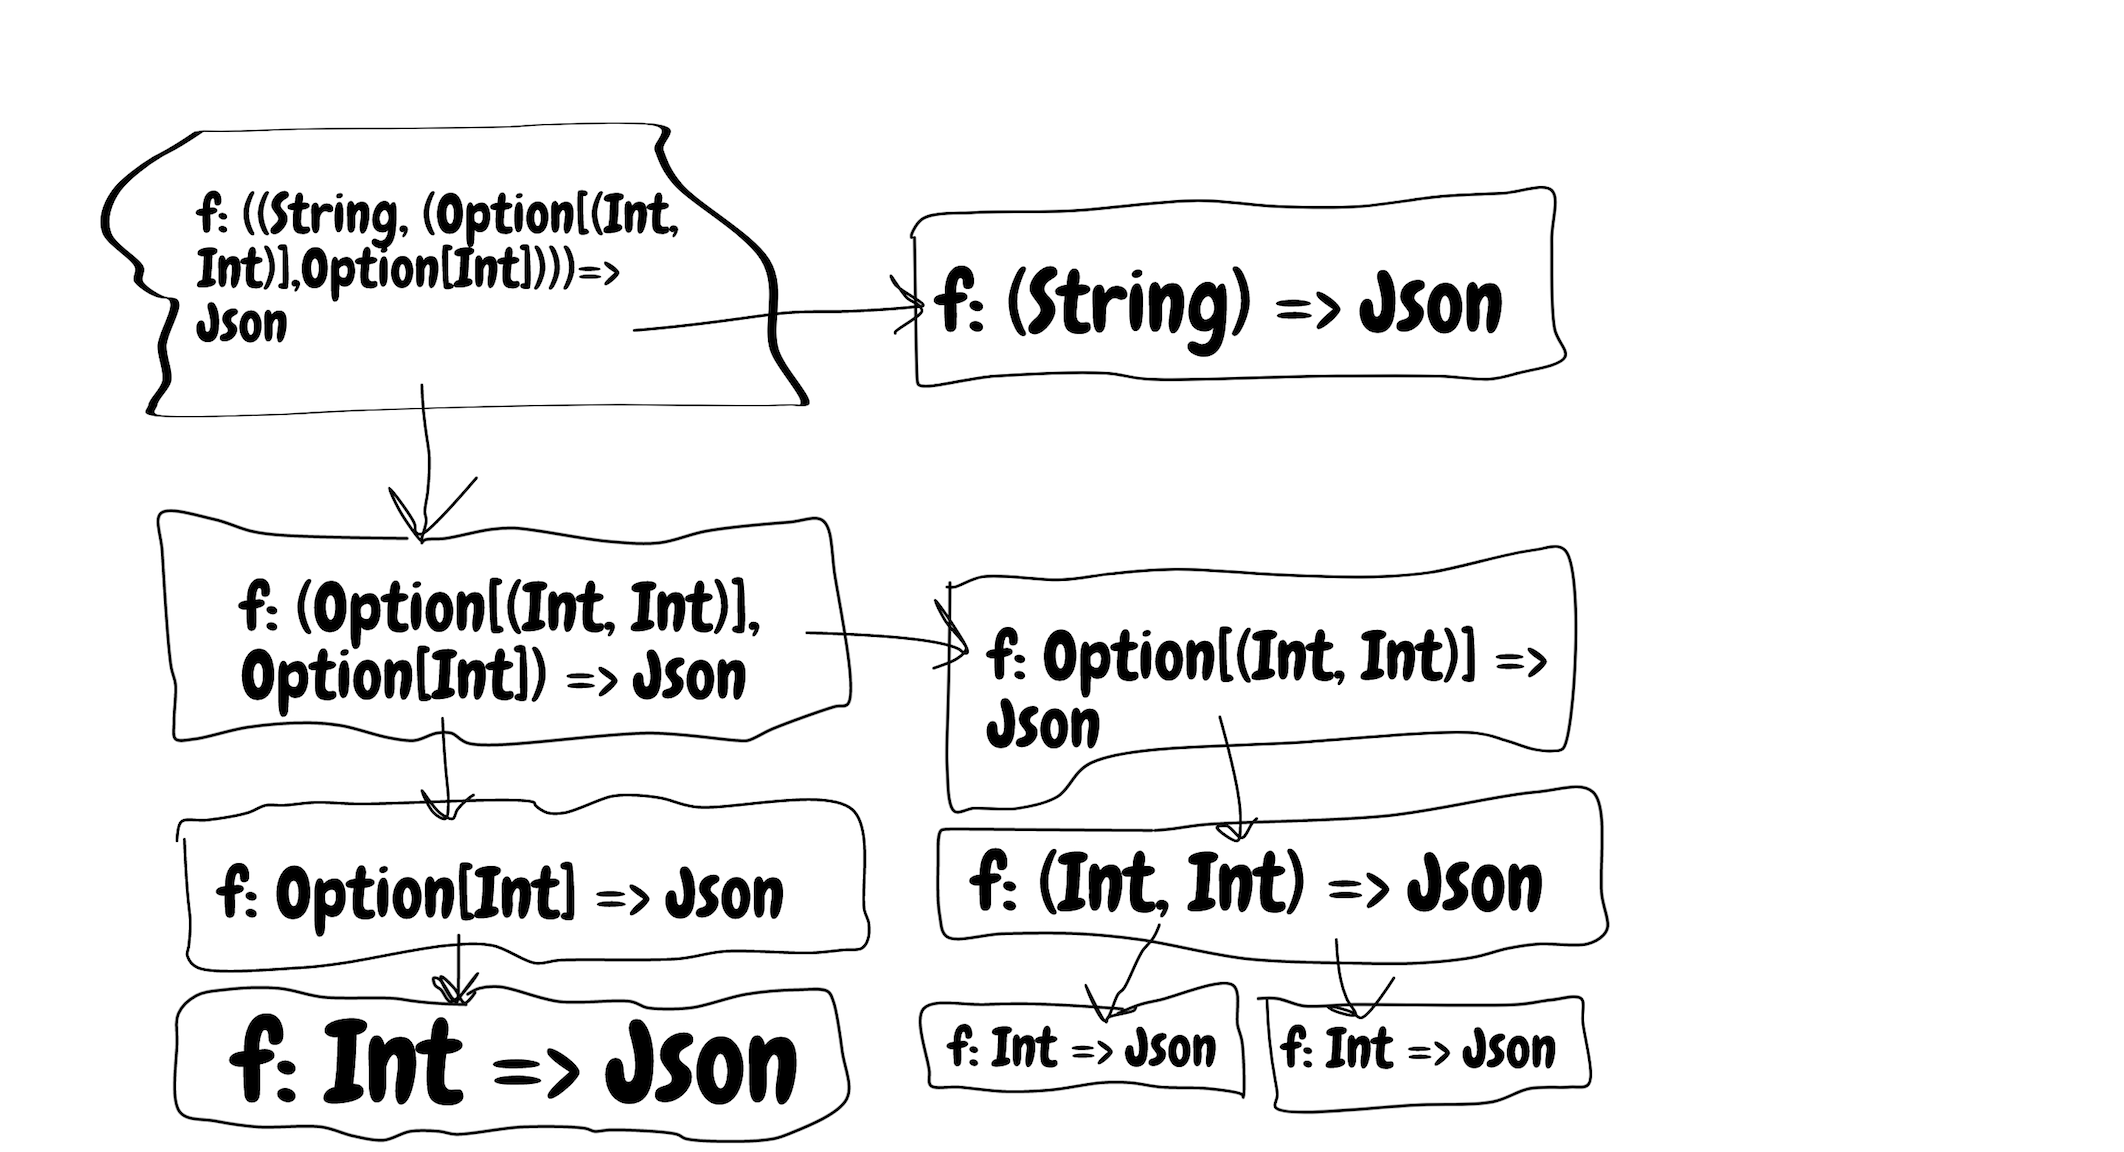 f: ((String, (Option[(Int,
Int)],Option[Int])))=>
Json
f: (String) => Json
f: (Option[(Int, Int)],
Option[Int]) => Json
f: Option[(Int, Int)] =>
Json
f: Option[Int] => Json
f: (Int, Int) => Json
f: Int => Json
f: Int => Json
f: Int => Json